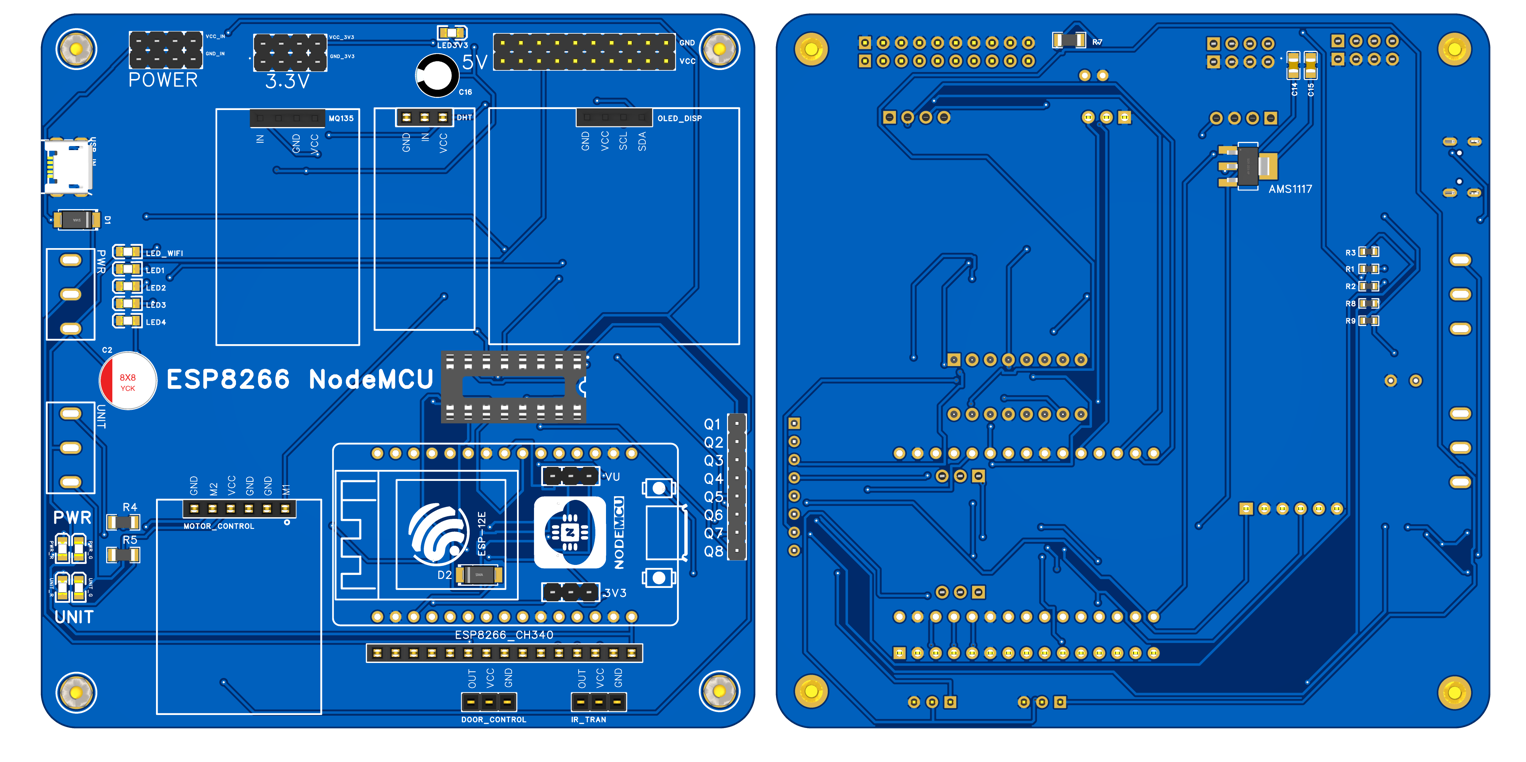 VCC_IN
GND_IN
POWER
VCC_3V3
GND_3V3
3.3V
LED3V3
C16
5V
GND
VCC
MQ135
IN
GND
VCC
DHT
GND
IN
VCC
OLED_DISP
GND
VCC
SCL
SDA
USB_IN
D1
PWR
LED_WIFI
LED1
LED2
LED3
LED4
C2
8X8
YCK
ESP8266 NodeMCU
UNIT
Q1
Q2
Q3
Q4
Q5
Q6
Q7
Q8
GND
M2
VCC
GND
GND
M1
MOTOR_CONTROL
R4
R5
PWR
UNIT
VU
ESP-12E
NODEMCU
N
D2
3V3
ESP8266_CH340
OUT
VCC
GND
DOOR_CONTROL
OUT
VCC
GND
IR_TRAN
R7
C14
C15
AMS1117
R3
R1
R2
R8
R9